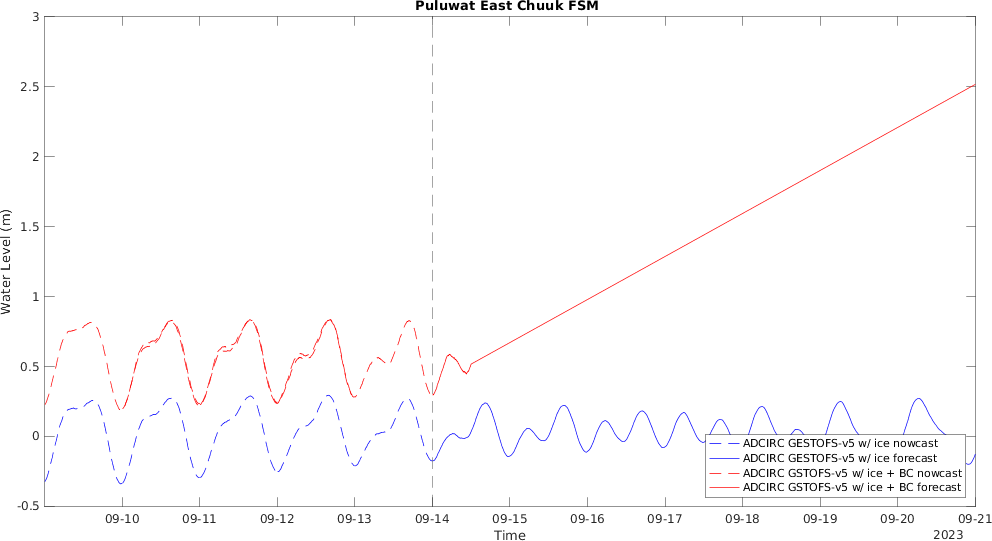 Puluwat East Chuuk FSM
3
2.5
2
1.5
1
0.5
0
-0.5
Water Level (m)
ADCIRC GESTOFS-v5 w/ ice nowcast
ADCIRC GESTOFS-v5 w/ ice forecast
ADCIRC GSTOFS-v5 w/ ice + BC nowcast
ADCIRC GSTOFS-v5 w/ ice + BC forecast
09-10 09-11 09-12 09-13 09-14 09-15 09-16 09-17 09-18 09-19 09-20 09-21
Time
2023